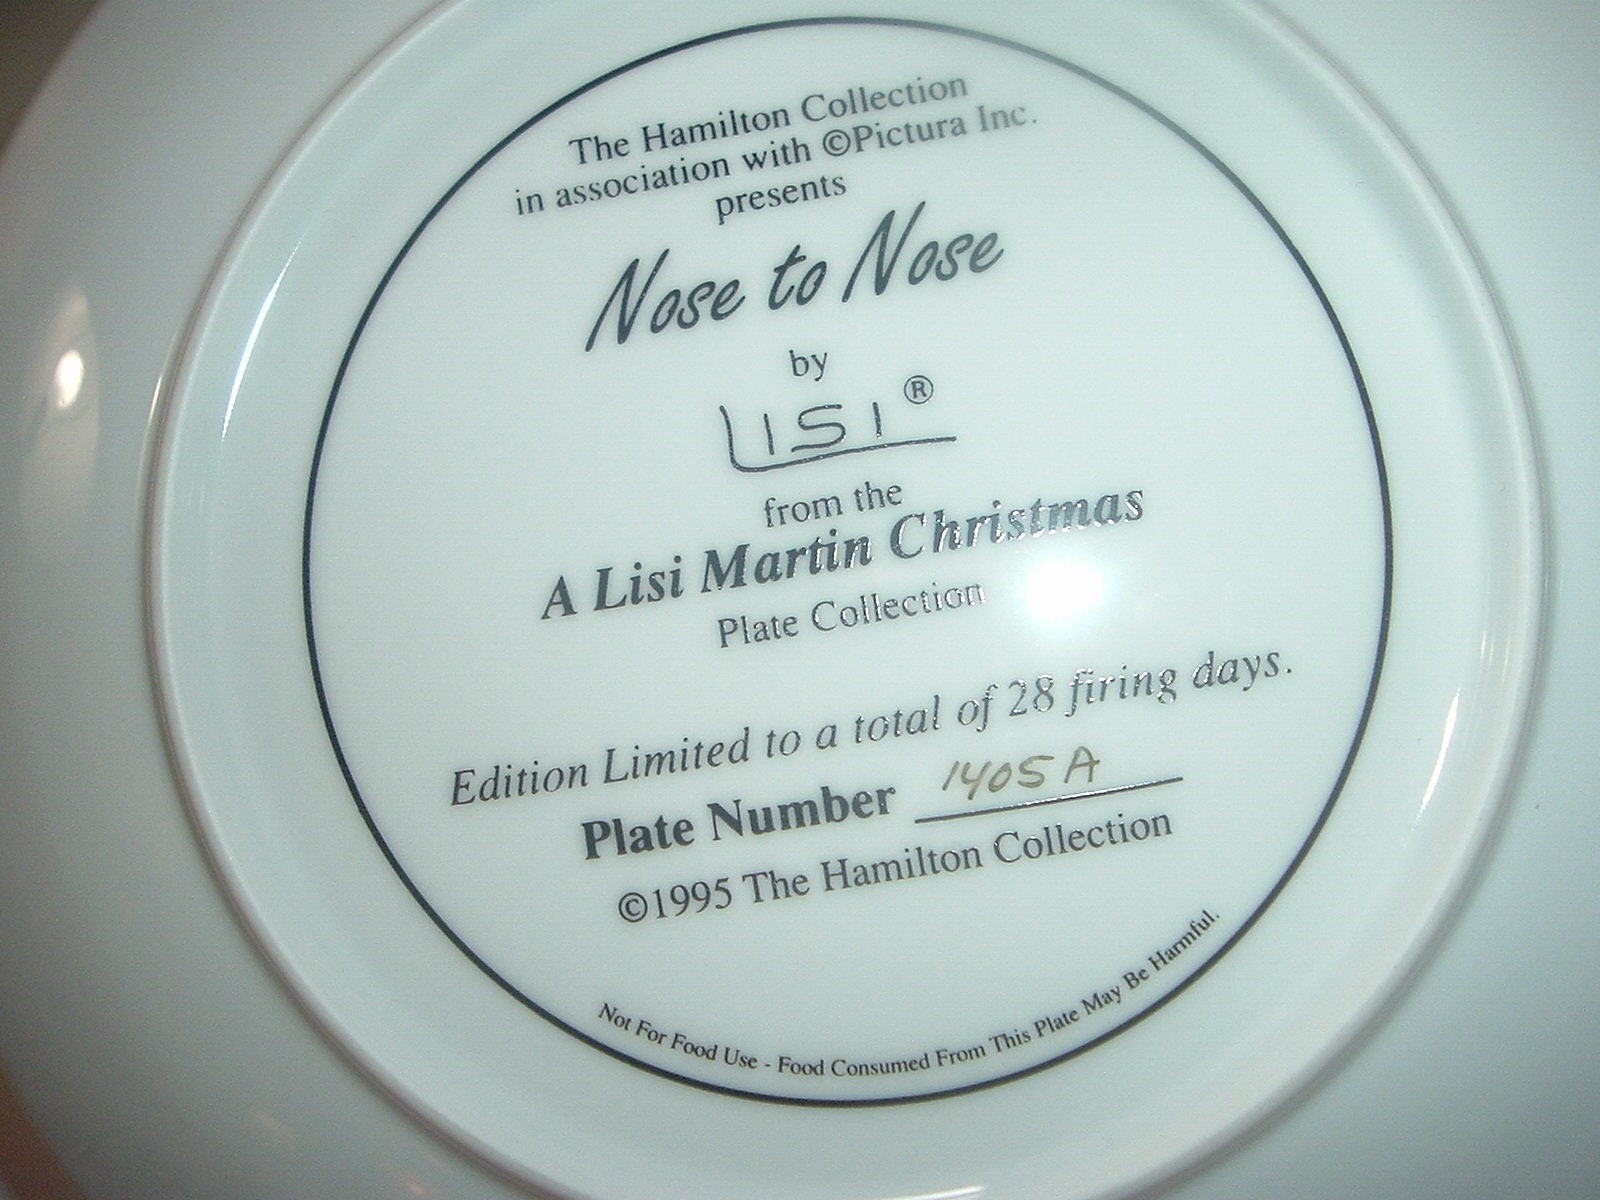 The Hamilton Collection
in association with ©Pictura Inc.
presents
Nose to Nose
by
LISI®
from the
A Lisi Martin Christmas
Plate Collection
Edition Limited to a total of 28 firing days.
Plate Number 1405 A
©1995 The Hamilton Collection
Not For Food Use - Food Consumed From This Plate May Be Harmful.